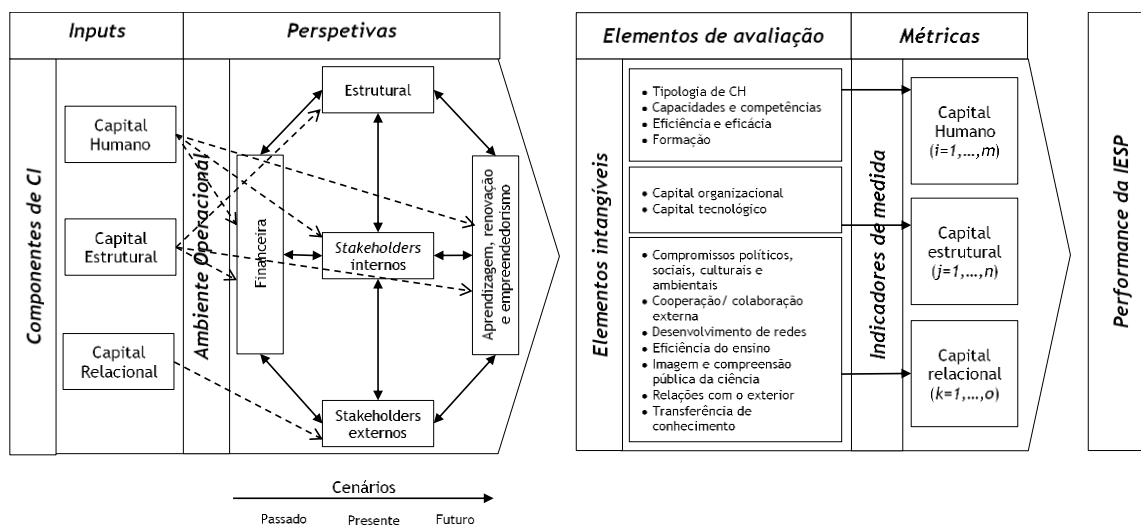 Inputs
Perspetivas
Elementos de avaliação
Métricas
Componentes de CI
Capital
Humano
Capital
Estrutural
Capital
Relacional
Ambiente Operacional
Estrutural
Financeira
Stakeholders
internos
Aprendizagem, renovação
e empreendedorismo
Stakeholders
externos
Cenários
Passado
Presente
Futuro
Elementos intangíveis
• Tipologia de CH
• Capacidades e competências
• Eficiência e eficácia
• Formação
• Capital organizacional
• Capital tecnológico
• Compromissos políticos,
sociais, culturais e
ambientais
• Cooperação/ colaboração
externa
• Desenvolvimento de redes
• Eficiência do ensino
• Imagem e compreensão
pública da ciência
• Relações com o exterior
• Transferência de
conhecimento
Indicadores de medida
Capital
Humano
(i=1,...,m)
Capital
estrutural
(j=1,...,n)
Capital
relacional
(k=1,...,o)
Performance da IESP